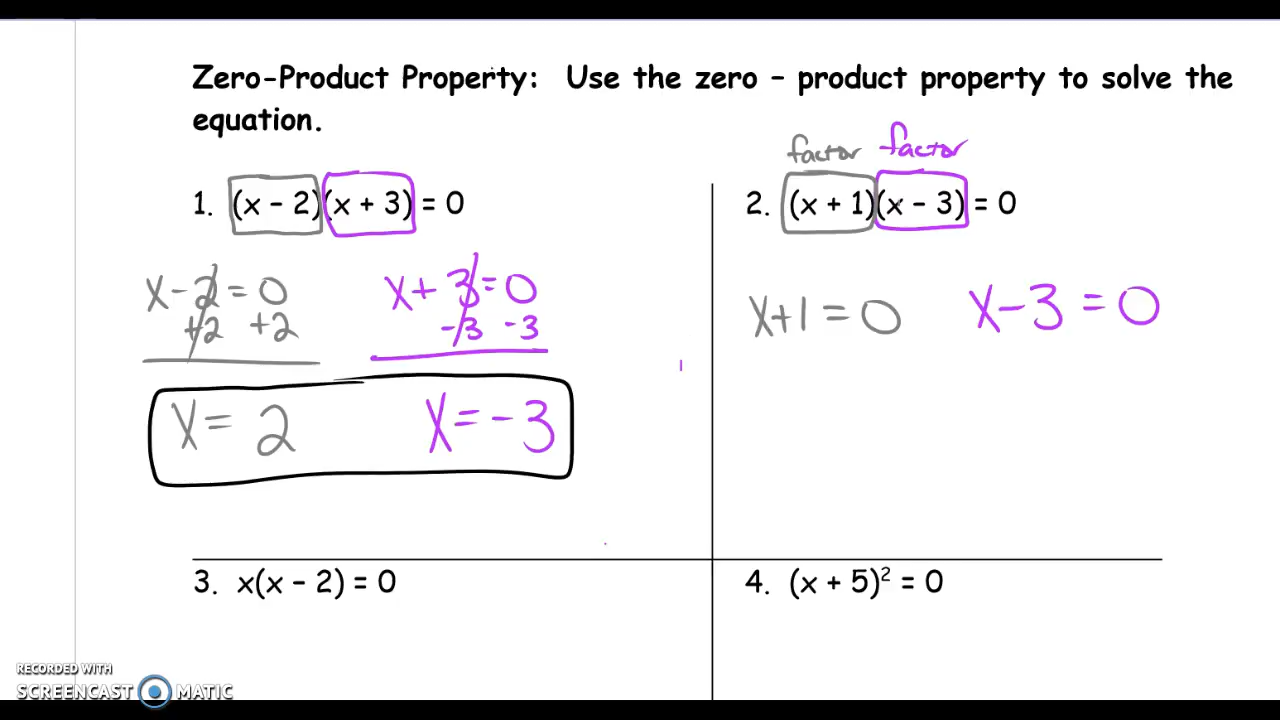 Zero-Product Property: Use the zero – product property to solve the
equation.
1. (x – 2)(x + 3) = 0
x-2=0
+2 +2
x+3=0
-3 -3
x= 2
x=-3
factor factor
2. (x + 1)(x – 3) = 0
x+1=0
x-3=0
3. x(x – 2) = 0
4. (x + 5)² = 0
RECORDED WITH
SCREENCAST MATIC